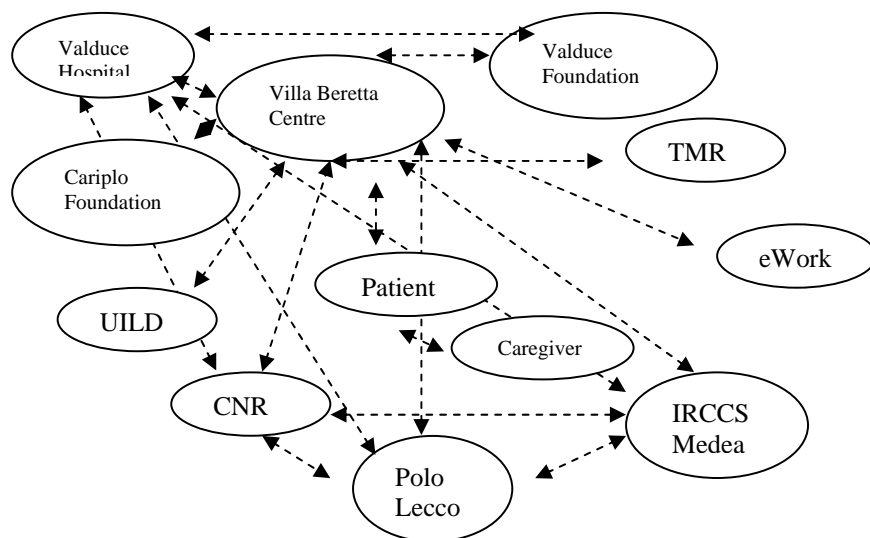 Valduce
Hospital
Valduce
Foundation
Villa Beretta
Centre
TMR
Cariplo
Foundation
eWork
Patient
UILD
Caregiver
CNR
IRCCS
Medea
Polo
Lecco